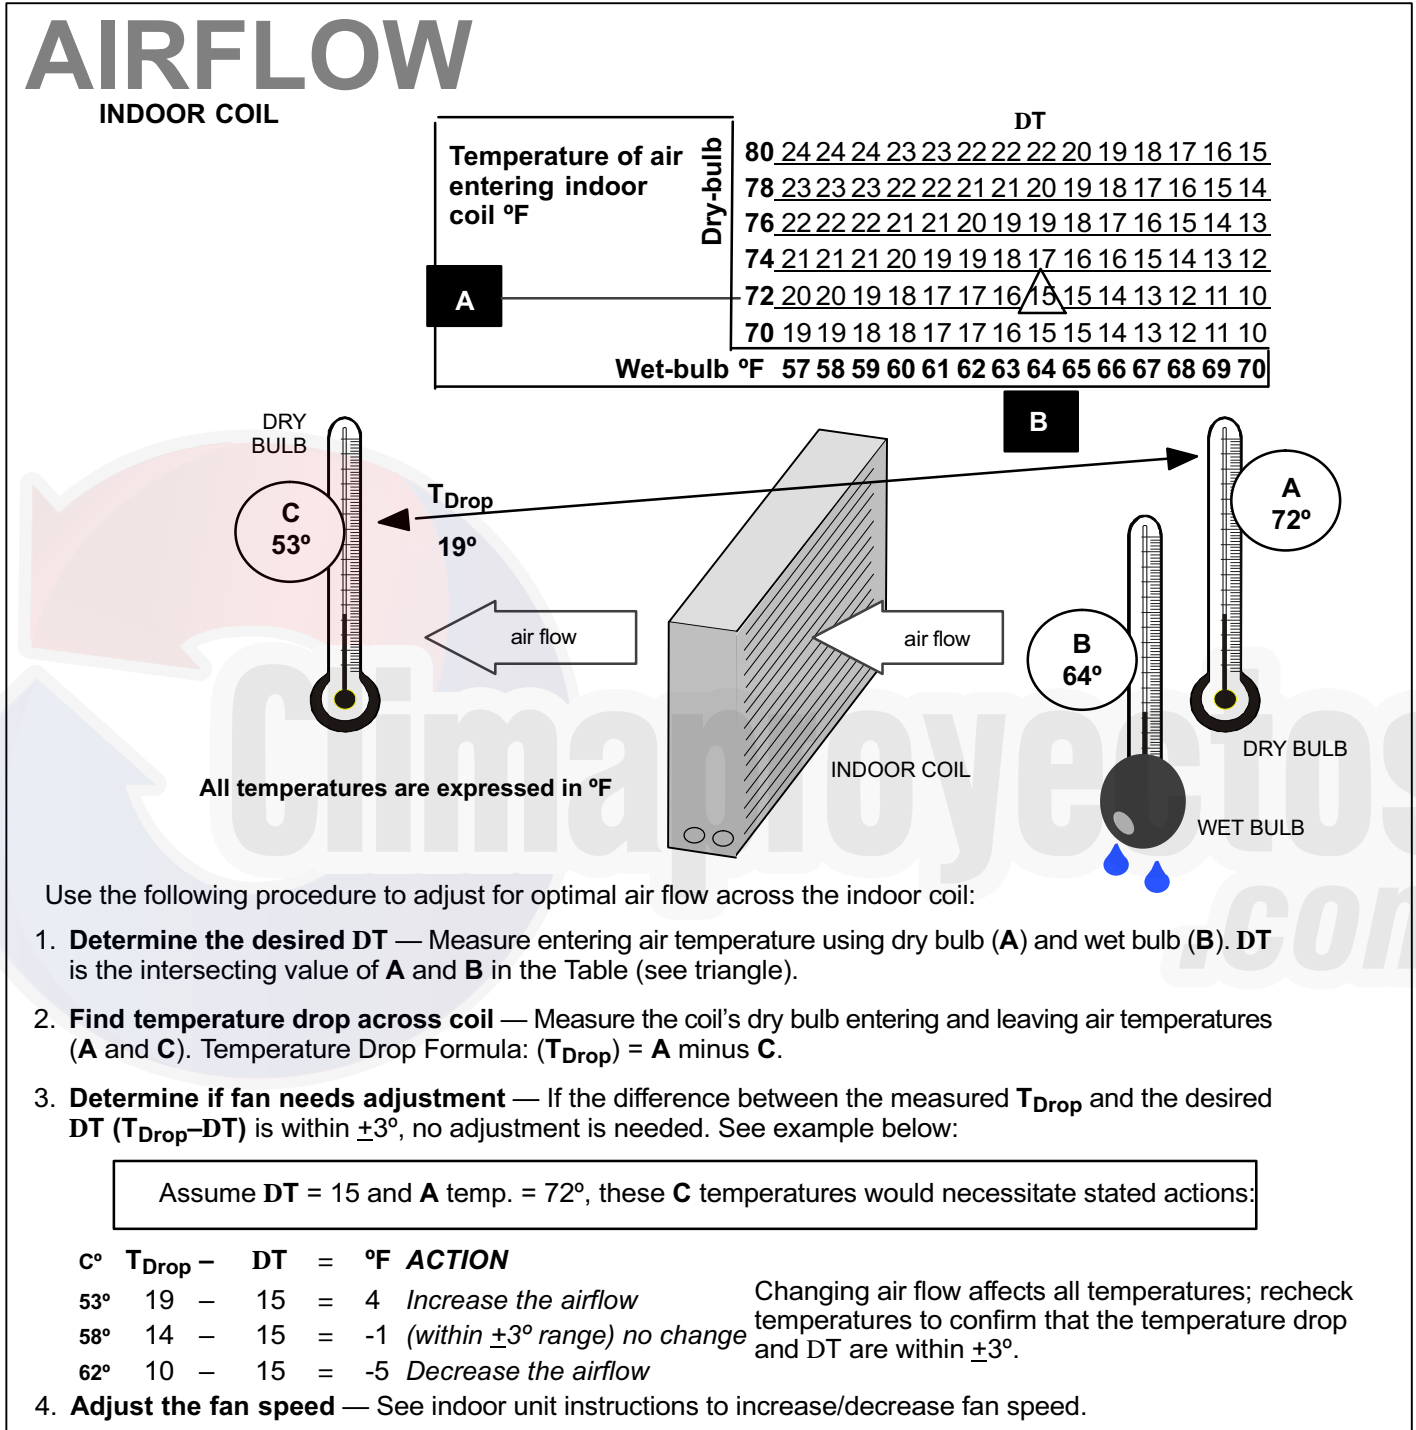 AIRFLOW
INDOOR COIL
DT
Temperature of air
entering indoor
coil ºF
Dry-bulb
80 24 24 24 23 23 22 22 22 20 19 18 17 16 15
78 23 23 23 22 22 21 21 20 19 18 17 16 15 14
76 22 22 22 21 21 20 19 19 18 17 16 15 14 13
74 21 21 21 20 19 19 18 17 16 16 15 14 13 12
A
72 20 20 19 18 17 17 16 15 15 14 13 12 11 10
70 19 19 18 18 17 17 16 15 15 14 13 12 11 10
Wet-bulb ºF 57 58 59 60 61 62 63 64 65 66 67 68 69 70
B
DRY
BULB
C
53º
TDrop
19º
A
72º
air flow
air flow
B
64º
DRY BULB
INDOOR COIL
All temperatures are expressed in ºF
WET BULB
Climaproyectos
.com
Use the following procedure to adjust for optimal air flow across the indoor coil:
1. Determine the desired DT — Measure entering air temperature using dry bulb (A) and wet bulb (B). DT
is the intersecting value of A and B in the Table (see triangle).
2. Find temperature drop across coil — Measure the coil’s dry bulb entering and leaving air temperatures
(A and C). Temperature Drop Formula: (TDrop) = A minus C.
3. Determine if fan needs adjustment — If the difference between the measured TDrop and the desired
DT (TDrop–DT) is within ±3º, no adjustment is needed. See example below:
Assume DT = 15 and A temp. = 72º, these C temperatures would necessitate stated actions:
Cº TDrop – DT = ºF ACTION
53º 19 – 15 = 4 Increase the airflow
58º 14 – 15 = -1 (within ±3º range) no change
62º 10 – 15 = -5 Decrease the airflow
Changing air flow affects all temperatures; recheck
temperatures to confirm that the temperature drop
and DT are within ±3º.
4. Adjust the fan speed — See indoor unit instructions to increase/decrease fan speed.